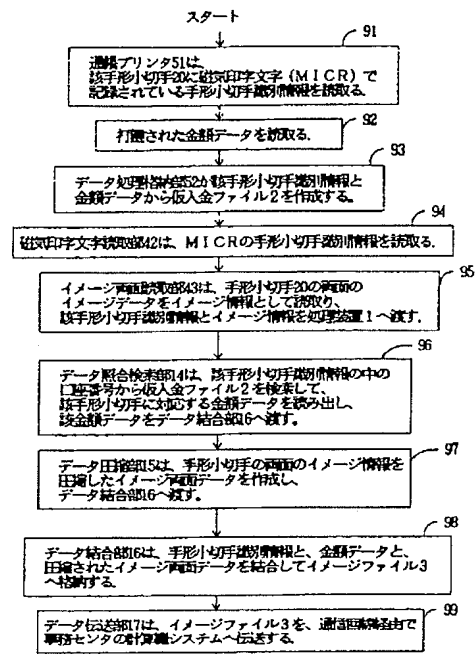 スタート
91
通帳プリンタ51は、
該手形小切手20に磁気印字文字（MICR）で
記録されている手形小切手識別情報を読取る.
92
打鍵された金額データを読取る.
93
データ処理格納部52が該手形小切手識別情報と
金額データから仮入金ファイル2を作成する。
94
磁気印字文字読取部42は、MICRの手形小切手識別情報を読取る.
95
イメージ画面読取部43は、手形小切手20の両面の
イメージデータをイメージ情報として読取り、
該手形小切手識別情報とイメージ情報を処理装置1へ渡す.
96
データ照合検索部14は、該手形小切手識別情報の中の
口座番号から仮入金ファイル2を検索して、
該手形小切手に対応する金額データを読み出し、
該金額データをデータ結合部16へ渡す。
97
データ圧縮部15は、手形小切手の両面のイメージ情報を
圧縮したイメージ画面データを作成し、
データ結合部16へ渡す。
98
データ結合部16は、手形小切手識別情報と、金額データと、
圧縮されたイメージ画面データを結合してイメージファイル3
へ格納する。
99
データ伝送部17は、イメージファイル3を、通信回線経由で
事務センタの計算機システムへ伝送する.